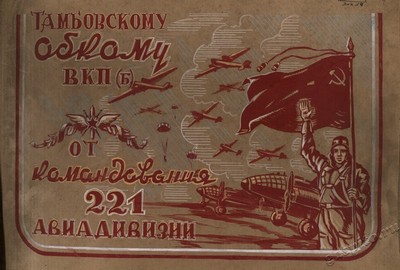 ТАМБОВСКОМУ
ОБКОМУ
ВКП(б)
ОТ
командования
221
АВИАДИВИЗИИ